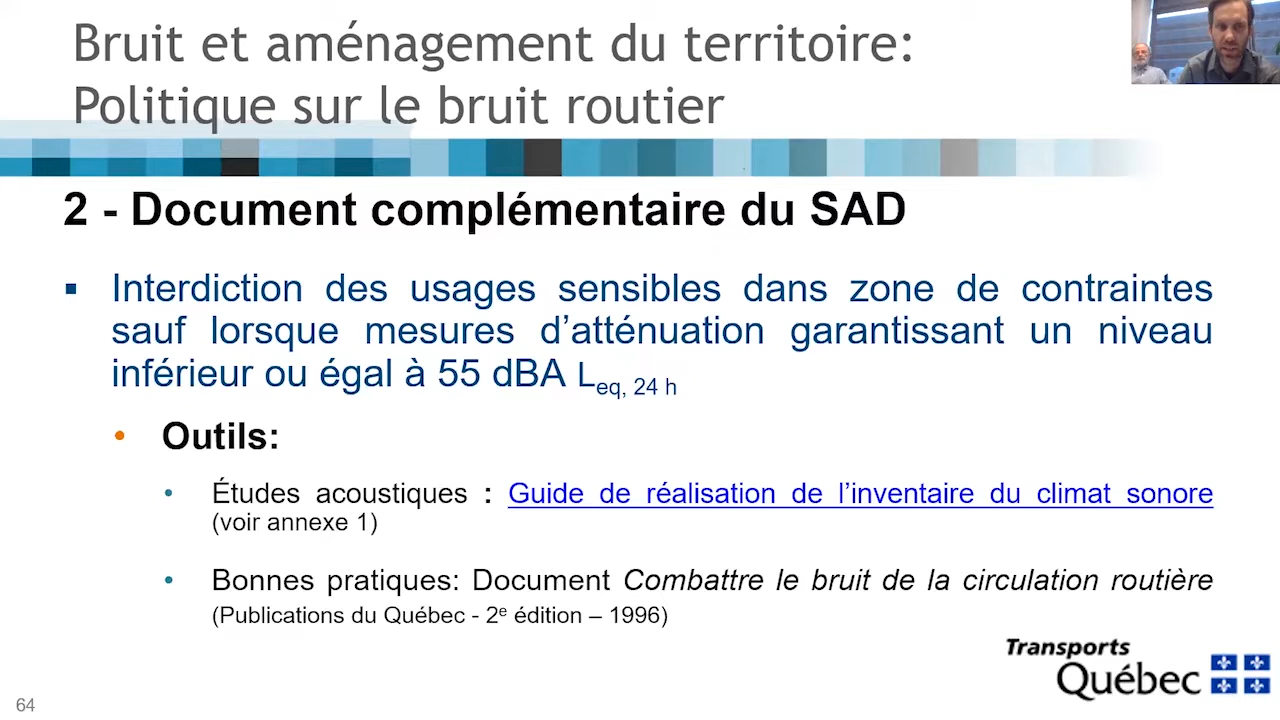 Bruit et aménagement du territoire:
Politique sur le bruit routier
2 - Document complémentaire du SAD
▪ Interdiction des usages sensibles dans zone de contraintes
sauf lorsque mesures d’atténuation garantissant un niveau
inférieur ou égal à 55 dBA Leq, 24 h
• Outils:
• Études acoustiques : Guide de réalisation de l’inventaire du climat sonore
(voir annexe 1)
• Bonnes pratiques: Document Combattre le bruit de la circulation routière
(Publications du Québec - 2e édition – 1996)
Transports
Québec
64